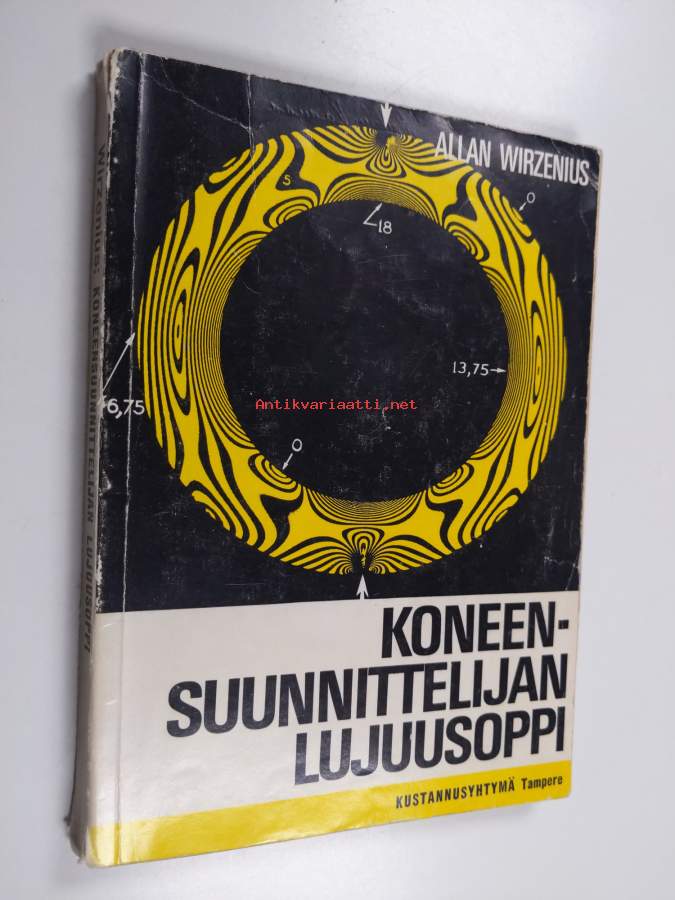 ALLAN WIRZENIUS
5
0
18
13,75
6,75
0
Antikvariaatti.net
KONEEN-
SUUNNITTELIJAN
LUJUUSOPPI
KUSTANNUSYHTYMÄ Tampere
Wirzenius: KONEENSUUNNITTELIJAN LUJUUSOPPI